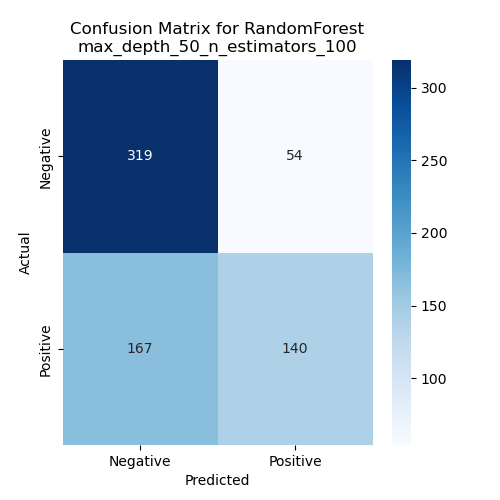 Confusion Matrix for RandomForest
max_depth_50_n_estimators_100
Actual
Negative
319
54
Positive
167
140
Negative
Positive
Predicted
300
250
200
150
100